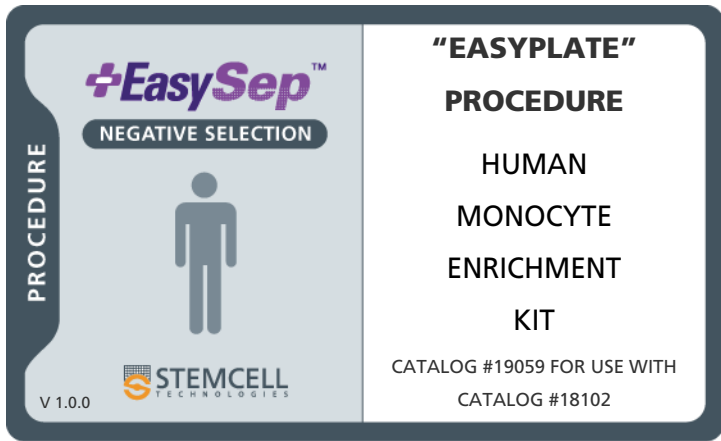 PROCEDURE
EasySep™
NEGATIVE SELECTION
STEMCELL
TECHNOLOGIES
V 1.0.0
“EASYPLATE”
PROCEDURE
HUMAN
MONOCYTE
ENRICHMENT
KIT
CATALOG #19059 FOR USE WITH
CATALOG #18102